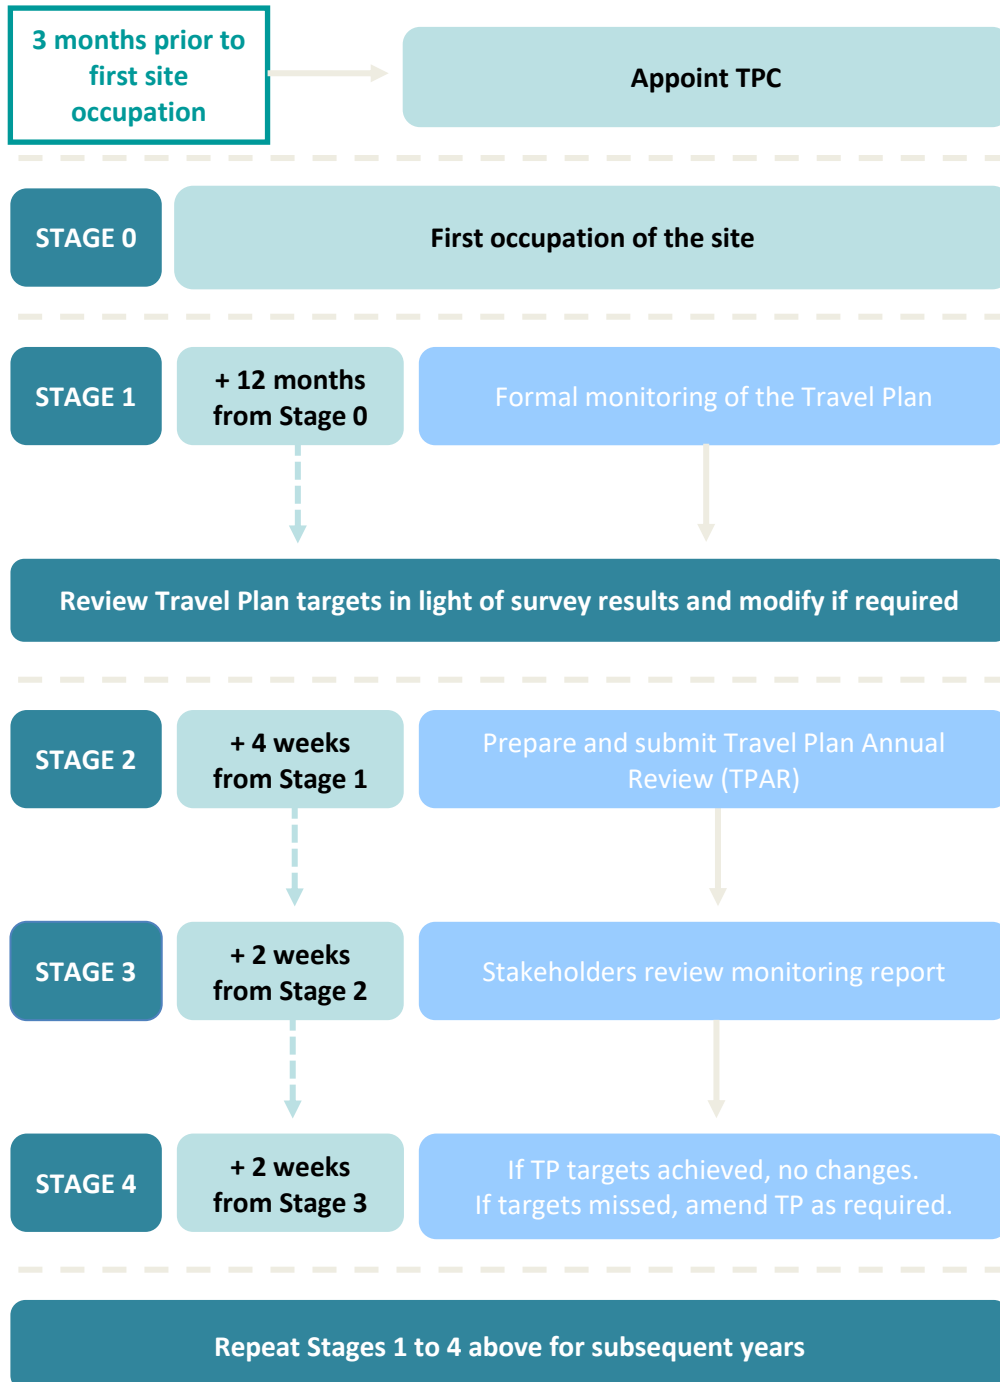 3 months prior to
first site
occupation
Appoint TPC
STAGE 0
First occupation of the site
STAGE 1
+ 12 months
from Stage 0
Formal monitoring of the Travel Plan
Review Travel Plan targets in light of survey results and modify if required
STAGE 2
+ 4 weeks
from Stage 1
Prepare and submit Travel Plan Annual
Review (TPAR)
STAGE 3
+ 2 weeks
from Stage 2
Stakeholders review monitoring report
STAGE 4
+ 2 weeks
from Stage 3
If TP targets achieved, no changes.
If targets missed, amend TP as required.
Repeat Stages 1 to 4 above for subsequent years